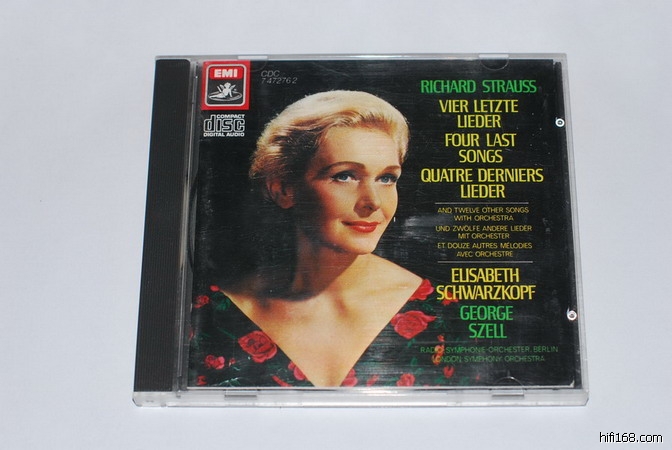 EMI
CDC
7 47276 2
COMPACT
disc
DIGITAL AUDIO
RICHARD STRAUSS
VIER LETZTE
LIEDER
FOUR LAST
SONGS
QUATRE DERNIERS
LIEDER
AND TWELVE OTHER SONGS
WITH ORCHESTRA
UND ZWÖLFE ANDERE LIEDER
MIT ORCHESTER
ET DOUZE AUTRES MÉLODIES
AVEC ORCHESTRE
ELISABETH
SCHWARZKOPF
GEORGE
SZELL
RADIO-SYMPHONIE-ORCHESTER, BERLIN
LONDON SYMPHONY ORCHESTRA
hifi168.com